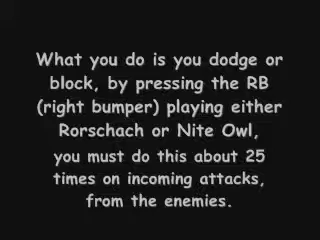 What you do is you dodge or
block, by pressing the RB
(right bumper) playing either
Rorschach or Nite Owl,
you must do this about 25
times on incoming attacks,
from the enemies.